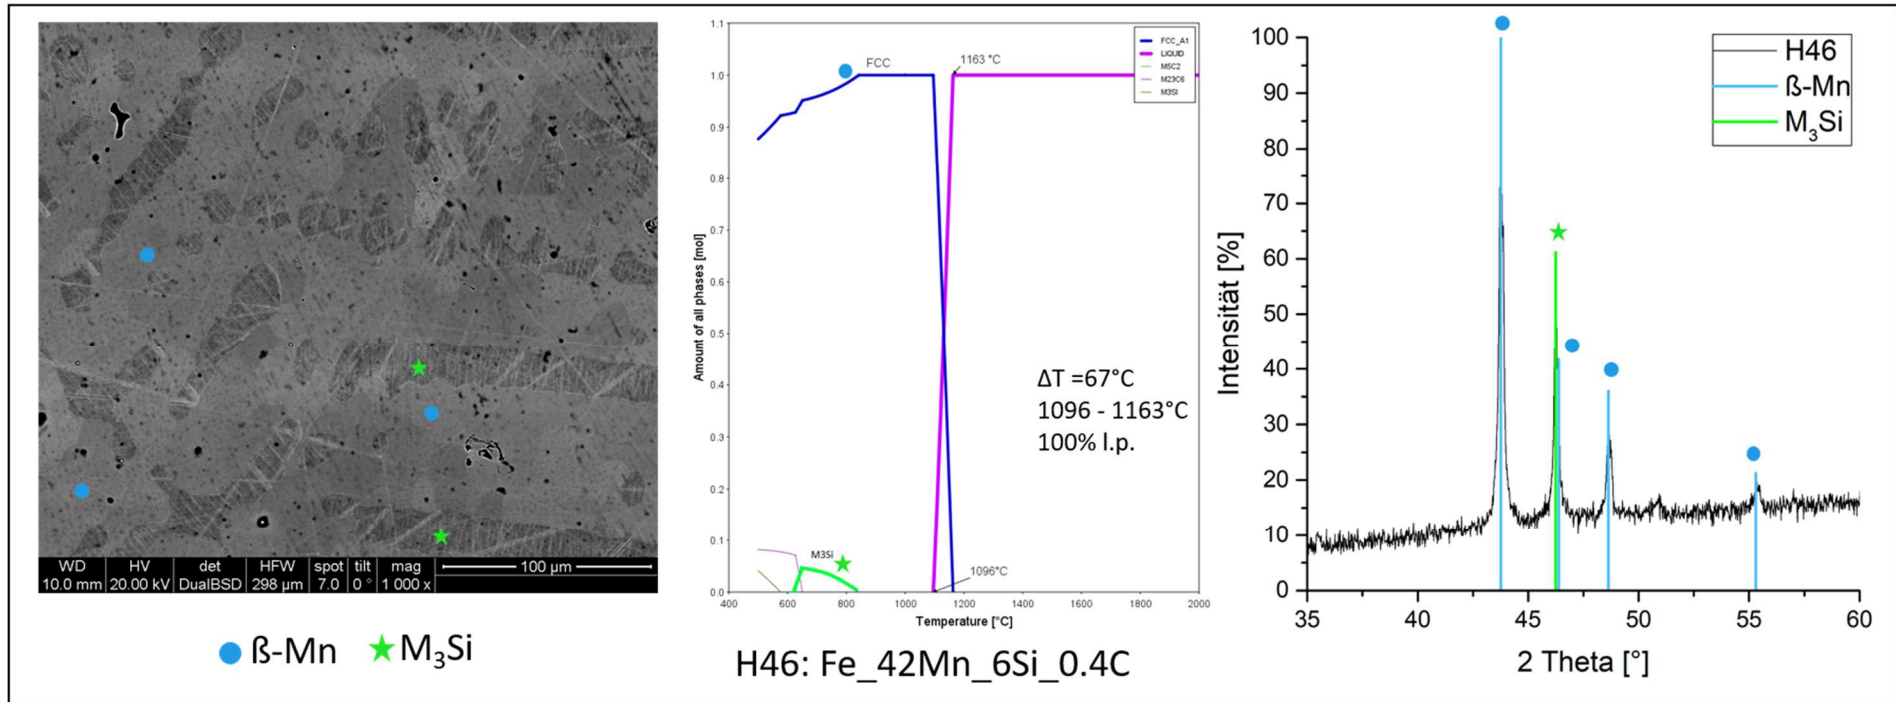 WD HV det HFW spot tilt mag 100 µm
10.0 mm 20.00 kV DualBSD 298 µm 7.0 0 ° 1 000 x
ß-Mn M₃Si
1.1
1.0
0.9
0.8
0.7
0.6
0.5
0.4
0.3
0.2
0.1
0.0
Amount of all phases [mol]
FCC
1163 °C
FCC_A1
LIQUID
M5C2
M23C6
M3SI
ΔT =67°C
1096 - 1163°C
100% l.p.
M3Si
1096°C
400 600 800 1000 1200 1400 1600 1800 2000
Temperature [°C]
H46: Fe_42Mn_6Si_0.4C
100
90
80
70
60
50
40
30
20
10
0
Intensität [%]
H46
ß-Mn
M₃Si
35 40 45 50 55 60
2 Theta [°]